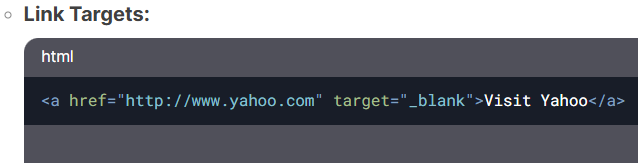 Link Targets:
html
<a href="http://www.yahoo.com" target="_blank">Visit Yahoo</a>